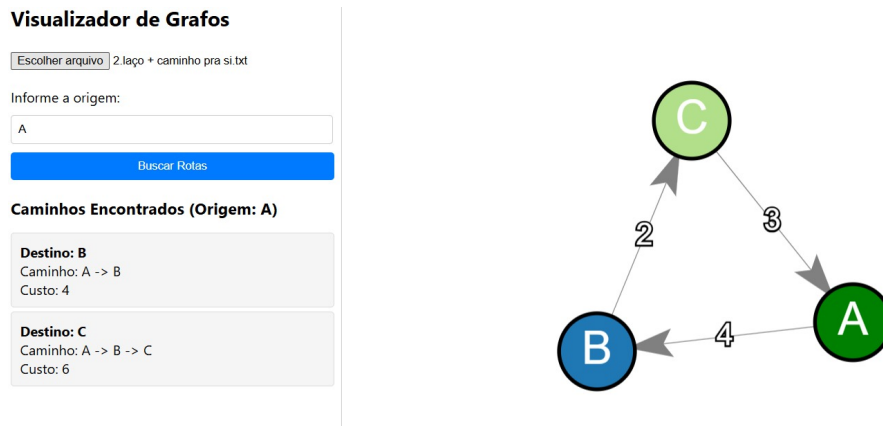 Visualizador de Grafos
Escolher arquivo 2.laço + caminho pra si.txt
Informe a origem:
A
Buscar Rotas
Caminhos Encontrados (Origem: A)
Destino: B
Caminho: A -> B
Custo: 4
Destino: C
Caminho: A -> B -> C
Custo: 6
C
3
2
A
4
B